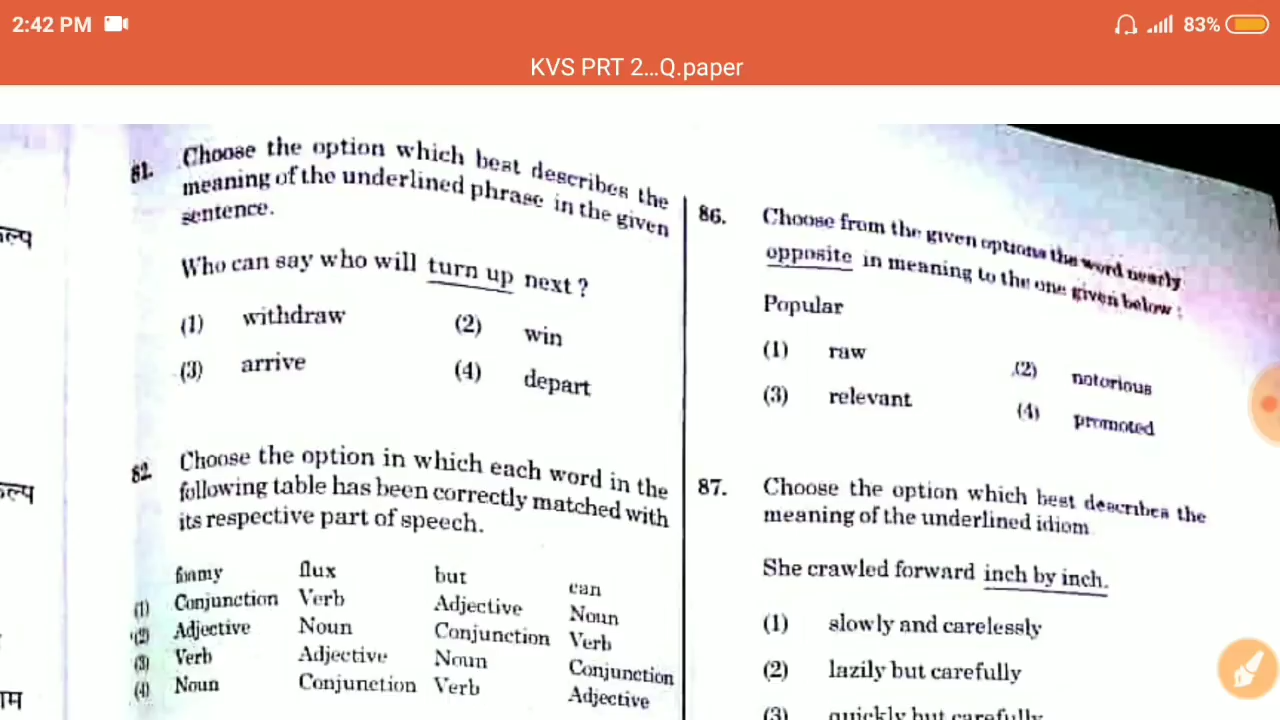 2:42 PM
83%
KVS PRT 2...Q.paper
81. Choose the option which best describes the
meaning of the underlined phrase in the given
sentence.
Who can say who will turn up next ?
(1) withdraw (2) win
(3) arrive (4) depart
82. Choose the option in which each word in the
following table has been correctly matched with
its respective part of speech.
foamy flux but can
(1) Conjunction Verb Adjective Noun
(2) Adjective Noun Conjunction Verb
(3) Verb Adjective Noun Conjunction
(4) Noun Conjunction Verb Adjective
86. Choose from the given options the word nearly
opposite in meaning to the one given below :
Popular
(1) raw (2) notorious
(3) relevant (4) promoted
87. Choose the option which best describes the
meaning of the underlined idiom
She crawled forward inch by inch.
(1) slowly and carelessly
(2) lazily but carefully
(3) quickly but carefully